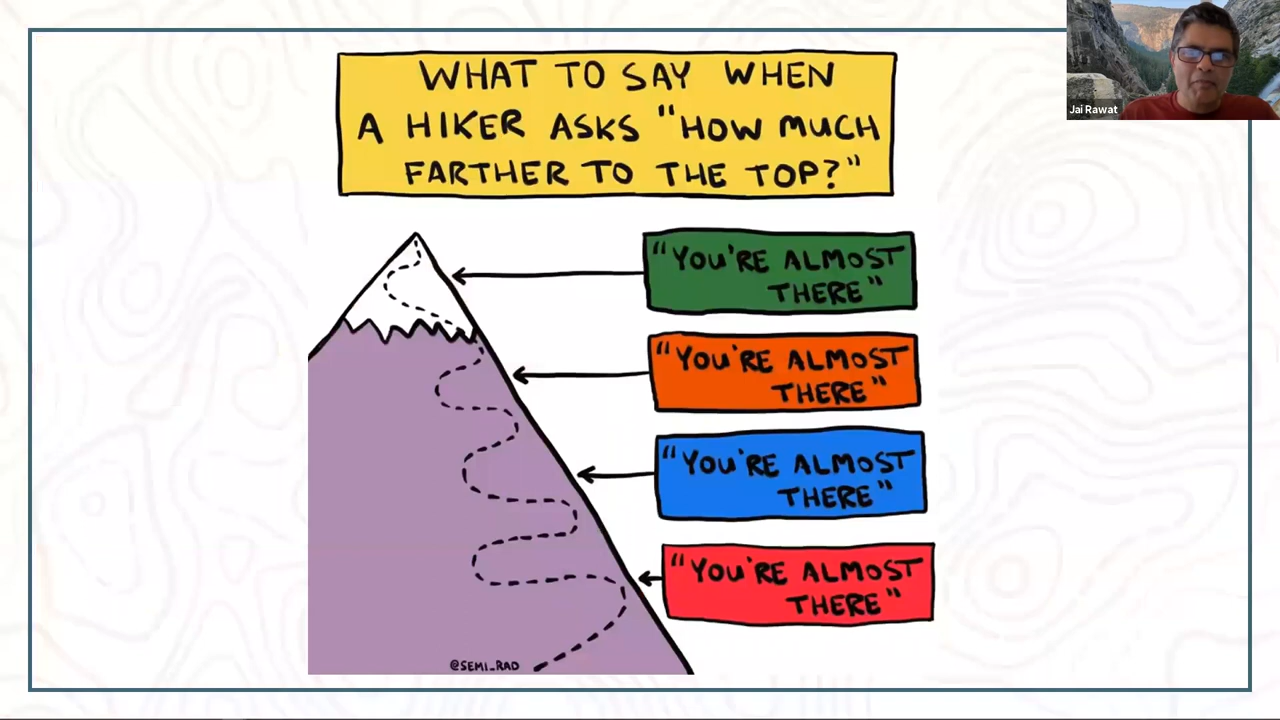 WHAT TO SAY WHEN
A HIKER ASKS "HOW MUCH
FARTHER TO THE TOP?"
Jai Rawat
"YOU'RE ALMOST
THERE"
"YOU'RE ALMOST
THERE"
"YOU'RE ALMOST
THERE"
"YOU'RE ALMOST
THERE"
@SEMI_RAD